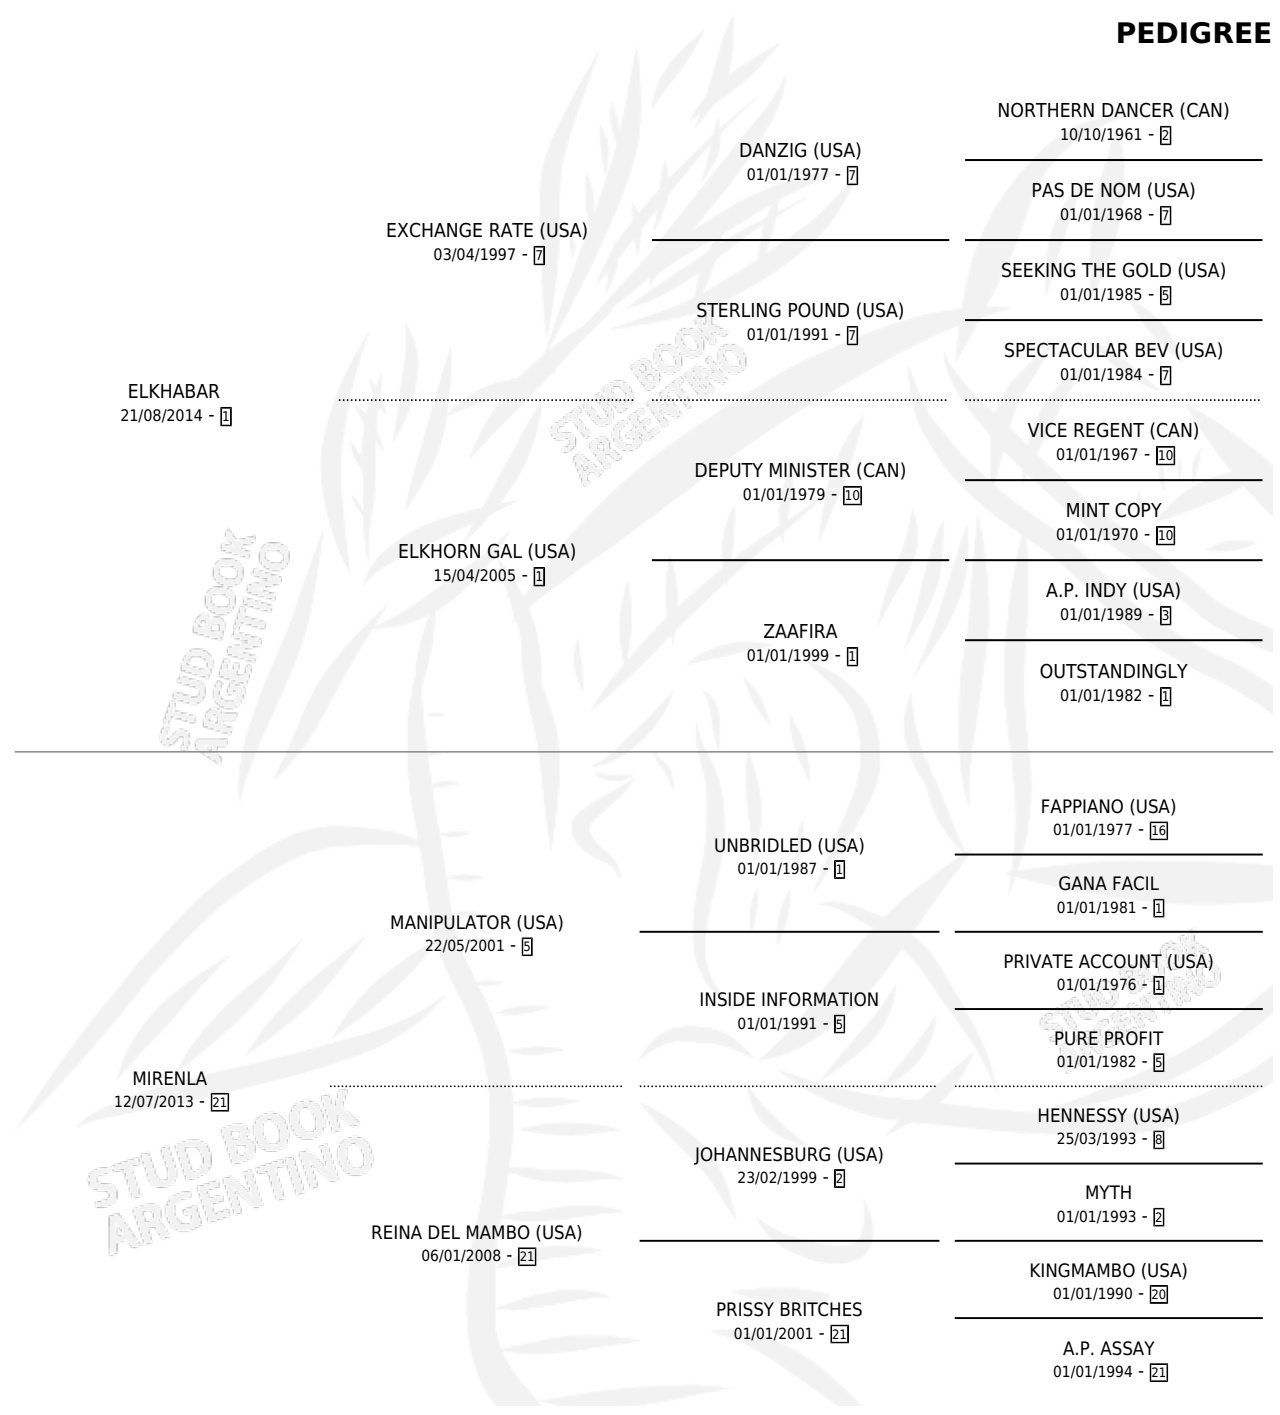 PEDIGREE
NORTHERN DANCER (CAN)
10/10/1961 - 2
DANZIG (USA)
01/01/1977 - 7
PAS DE NOM (USA)
01/01/1968 - 7
EXCHANGE RATE (USA)
03/04/1997 - 7
SEEKING THE GOLD (USA)
01/01/1985 - 5
STERLING POUND (USA)
01/01/1991 - 7
STUD BOOK
ARGENTINO
SPECTACULAR BEV (USA)
01/01/1984 - 7
ELKHABAR
21/08/2014 - 1
VICE REGENT (CAN)
01/01/1967 - 10
DEPUTY MINISTER (CAN)
01/01/1979 - 10
MINT COPY
01/01/1970 - 10
ELKHORN GAL (USA)
15/04/2005 - 1
STUD BOOK
ARGENTINO
A.P. INDY (USA)
01/01/1989 - 3
ZAAFIRA
01/01/1999 - 1
OUTSTANDINGLY
01/01/1982 - 1
FAPPIANO (USA)
01/01/1977 - 16
UNBRIDLED (USA)
01/01/1987 - 1
GANA FACIL
01/01/1981 - 1
MANIPULATOR (USA)
22/05/2001 - 5
PRIVATE ACCOUNT (USA)
01/01/1976 - 1
STUD BOOK
ARGENTINO
INSIDE INFORMATION
01/01/1991 - 5
PURE PROFIT
01/01/1982 - 5
MIRENLA
12/07/2013 - 21
STUD BOOK
ARGENTINO
HENNESSY (USA)
25/03/1993 - 8
JOHANNESBURG (USA)
23/02/1999 - 2
MYTH
01/01/1993 - 2
REINA DEL MAMBO (USA)
06/01/2008 - 21
KINGMAMBO (USA)
01/01/1990 - 20
PRISSY BRITCHES
01/01/2001 - 21
A.P. ASSAY
01/01/1994 - 21